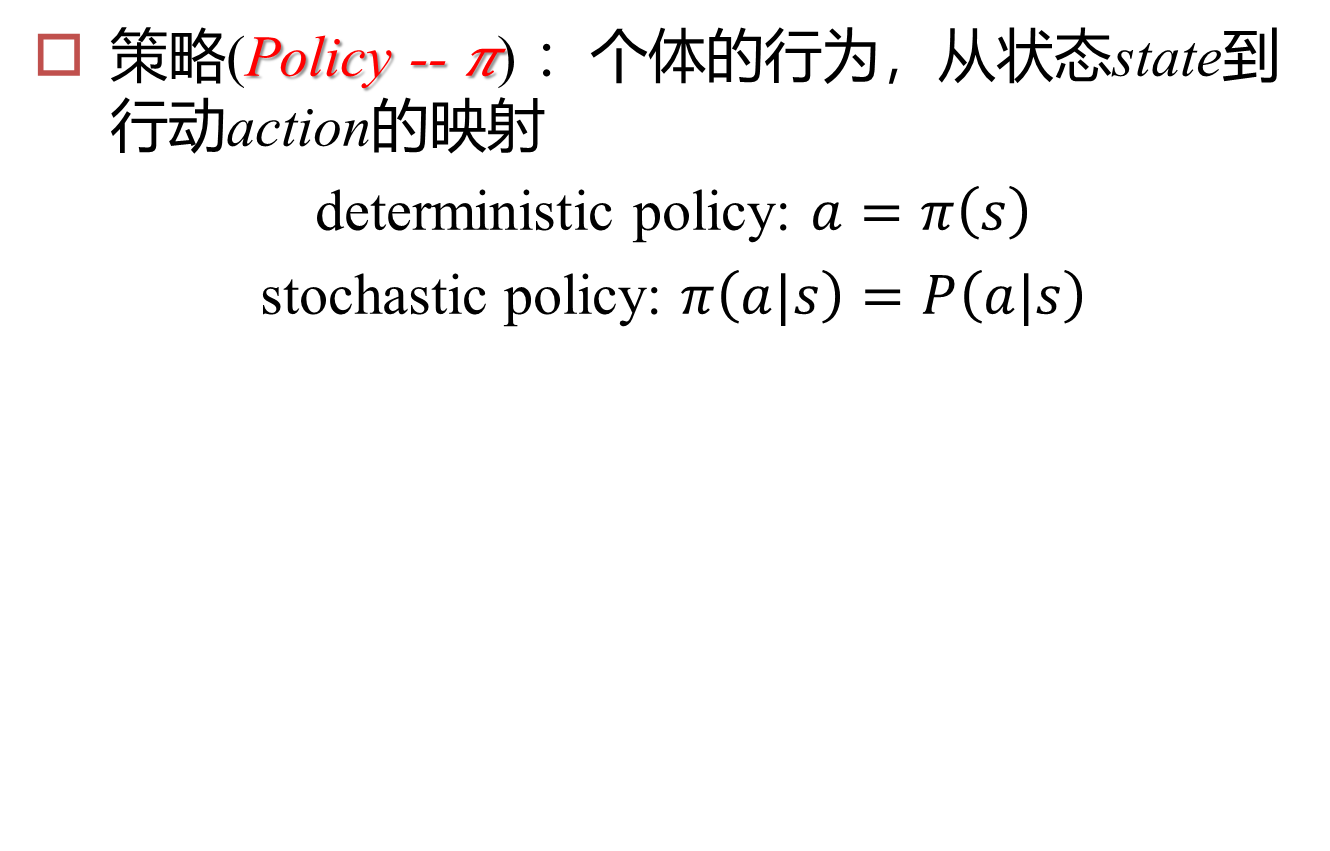 策略(Policy -- π)：个体的行为，从状态state到
行动action的映射
deterministic policy: a = π(s)
stochastic policy: π(a|s) = P(a|s)